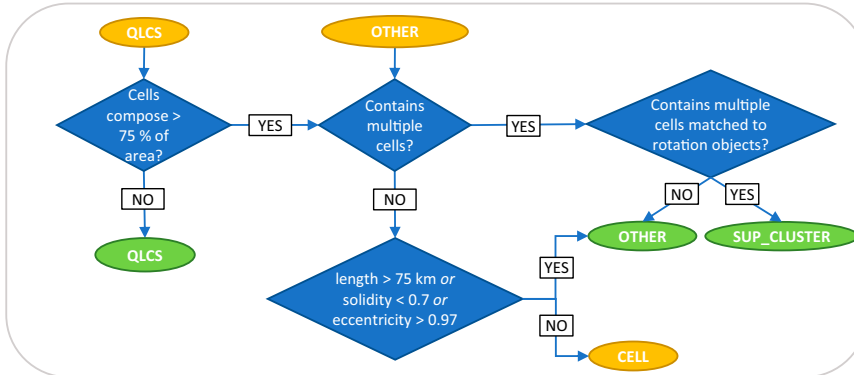 QLCS
OTHER
Cells
compose >
75 % of
area?
YES
Contains
multiple
cells?
YES
Contains multiple
cells matched to
rotation objects?
NO
NO
NO
YES
QLCS
OTHER
SUP_CLUSTER
length > 75 km or
solidity < 0.7 or
eccentricity > 0.97
YES
NO
CELL